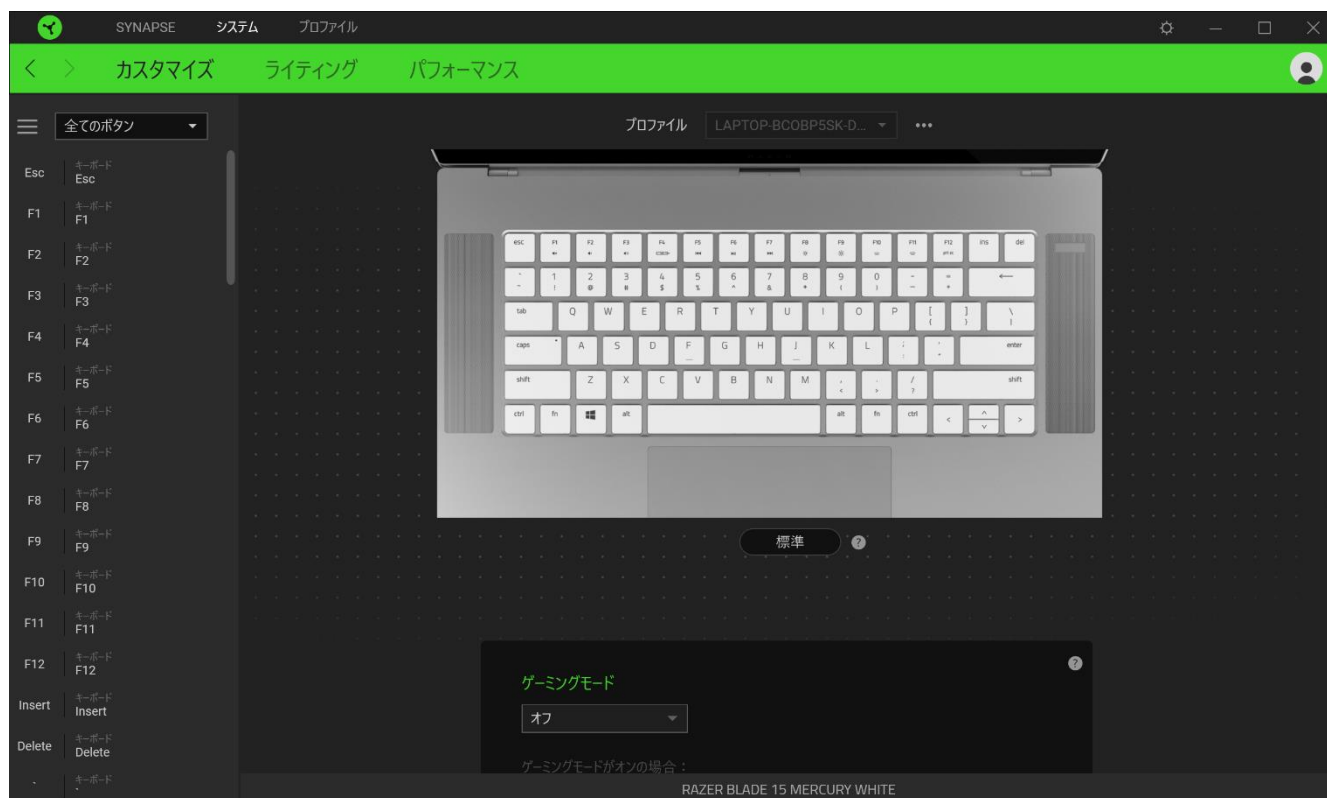 SYNAPSE システム プロファイル
カスタマイズ ライティング パフォーマンス
全てのボタン
プロファイル LAPTOP-BCOBP5SK-D...
Esc キーボード
Esc
F1 キーボード
F1
F2 キーボード
F2
F3 キーボード
F3
F4 キーボード
F4
F5 キーボード
F5
F6 キーボード
F6
F7 キーボード
F7
F8 キーボード
F8
F9 キーボード
F9
F10 キーボード
F10
F11 キーボード
F11
F12 キーボード
F12
Insert キーボード
Insert
Delete キーボード
Delete
キーボード
esc F1 F2 F3 F4 F5 F6 F7 F8 F9 F10 F11 F12 ins del
1 2 3 4 5 6 7 8 9 0 - =
! @ # $ % ^ & * ( ) +
tab Q W E R T Y U I O P [ ] \
caps A S D F G H J K L ; ' enter
shift Z X C V B N M , . / shift
< > ?
ctrl fn alt alt fn ctrl < ^ >
標準 ?
ゲーミングモード ?
オフ
ゲーミングモードがオンの場合：
RAZER BLADE 15 MERCURY WHITE